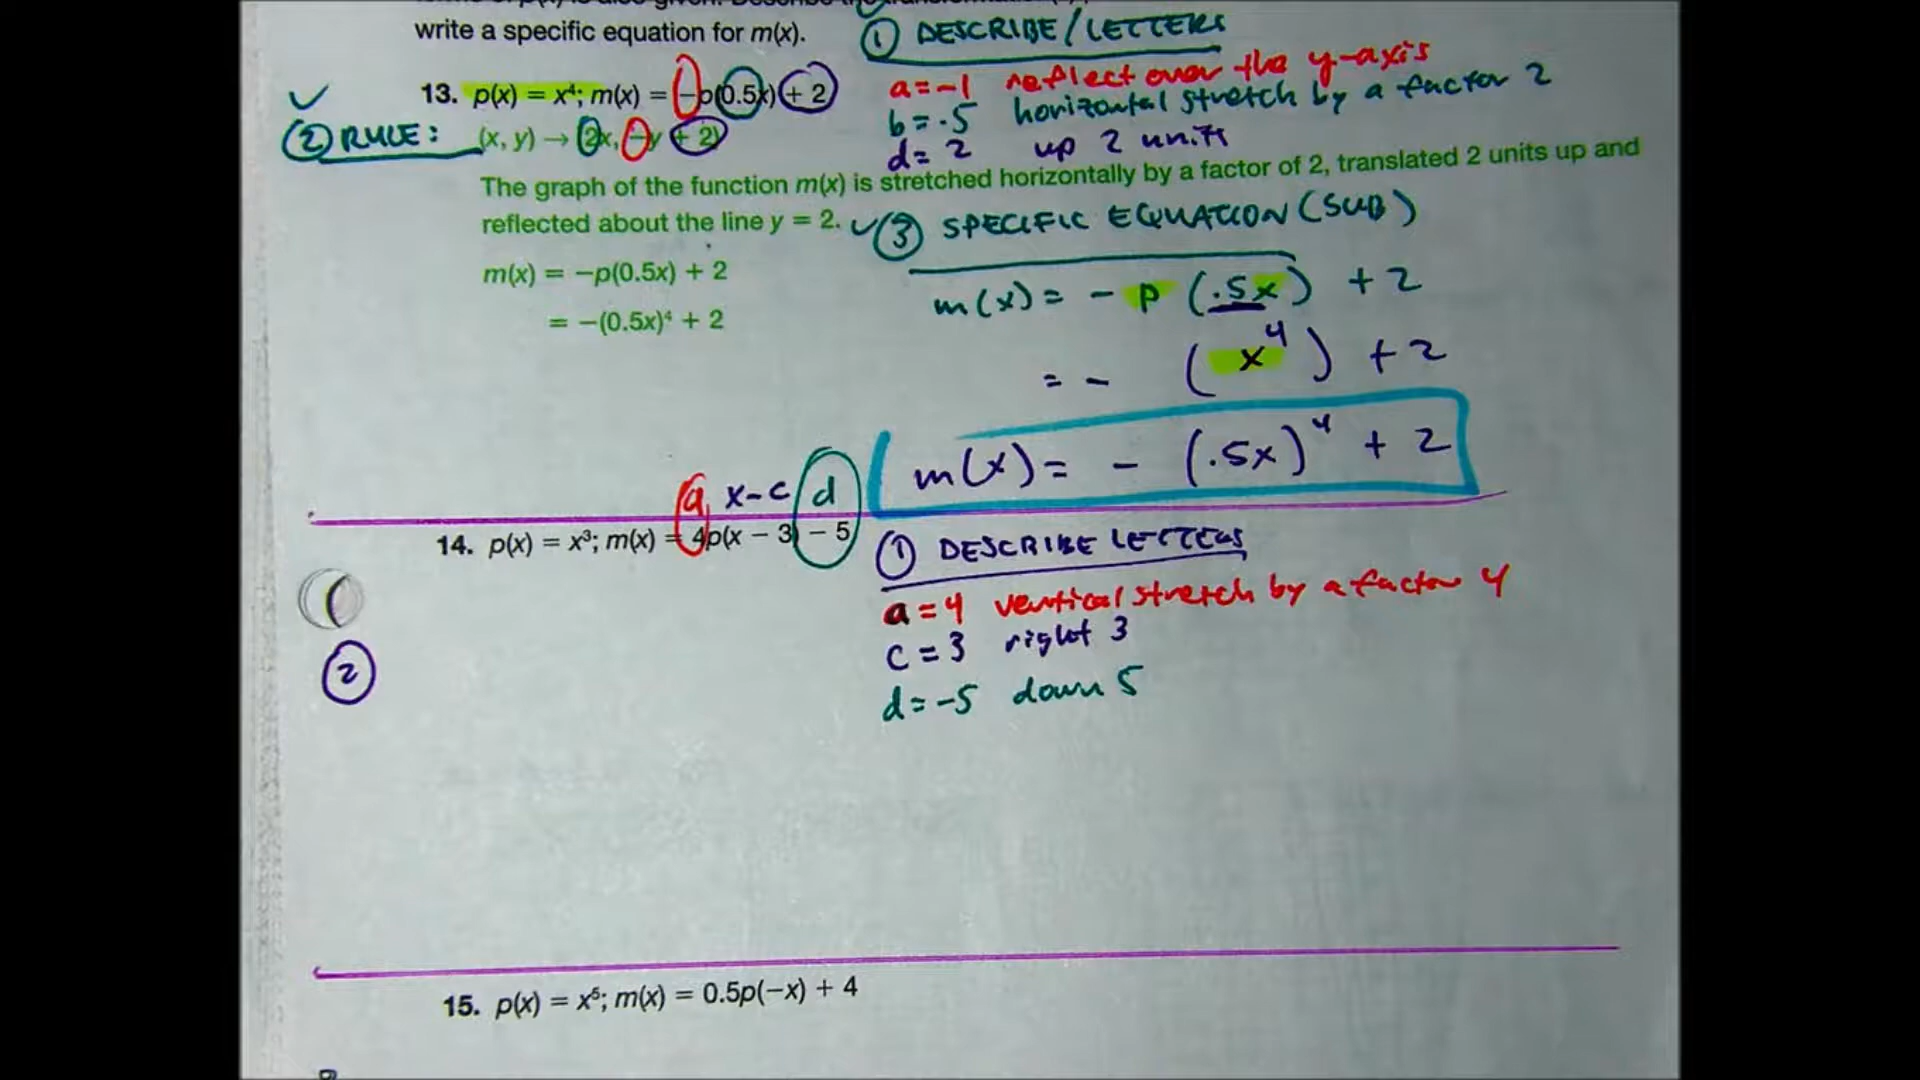 write a specific equation for m(x).
① DESCRIBE/LETTERS
✓ 13. p(x) = x⁴; m(x) = −p(0.5x) + 2
a=-1 reflect over the y-axis
b=.5 horizontal stretch by a factor 2
d=2 up 2 units
② RULE: (x, y) → 2x, −y + 2)
The graph of the function m(x) is stretched horizontally by a factor of 2, translated 2 units up and
reflected about the line y = 2.
✓③ SPECIFIC EQUATION (SUB)
m(x) = −p(0.5x) + 2
= −(0.5x)⁴ + 2
m(x) = - p (.5x) + 2
= - (x⁴) + 2
m(x) = - (.5x)⁴ + 2
a x-c d
14. p(x) = x³; m(x) = 4p(x − 3) − 5
① DESCRIBE LETTERS
a=4 vertical stretch by a factor 4
c=3 right 3
d=-5 down 5
②
15. p(x) = x⁵; m(x) = 0.5p(−x) + 4